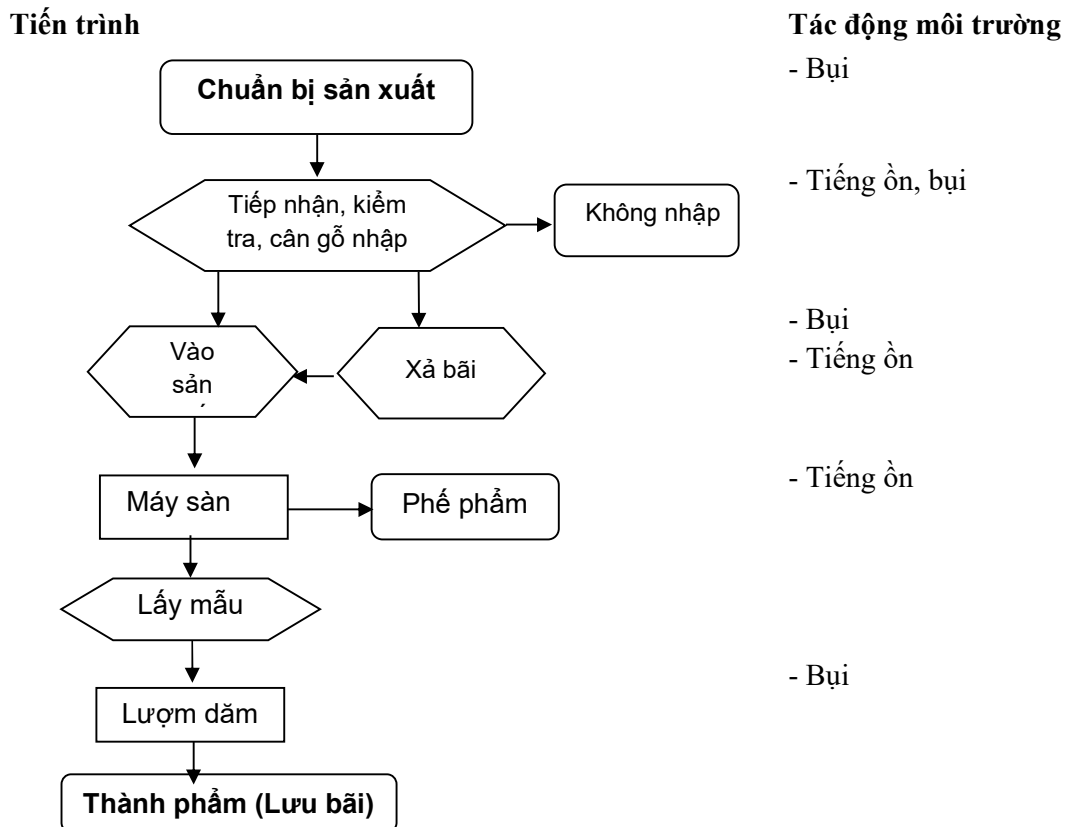 Tiến trình
Tác động môi trường
Chuẩn bị sản xuất
- Bụi
Tiếp nhận, kiểm
tra, cân gỗ nhập
Không nhập
- Tiếng ồn, bụi
Vào
sản
Xả bãi
- Bụi
- Tiếng ồn
Máy sàn
Phế phẩm
- Tiếng ồn
Lấy mẫu
Lượm dăm
- Bụi
Thành phẩm (Lưu bãi)